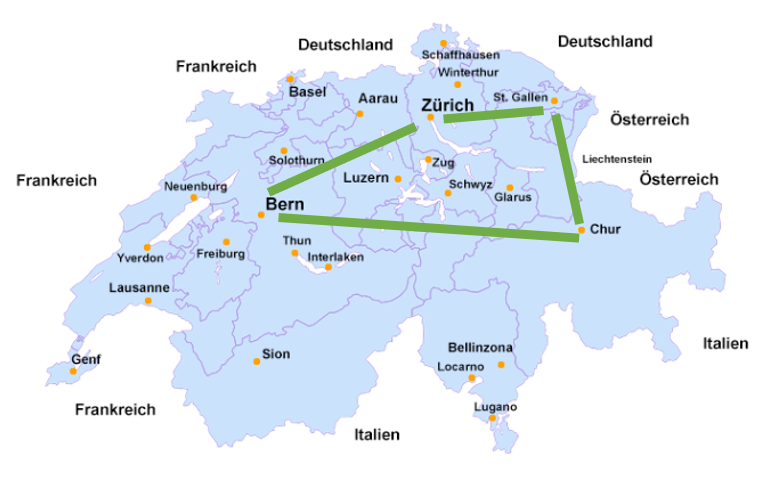 Deutschland
Deutschland
Schaffhausen
Frankreich
Winterthur
Basel
Aarau
Zürich
St. Gallen
Österreich
Solothurn
Zug
Liechtenstein
Frankreich
Neuenburg
Luzern
Schwyz
Glarus
Österreich
Bern
Chur
Thun
Interlaken
Yverdon
Freiburg
Lausanne
Italien
Genf
Sion
Bellinzona
Locarno
Frankreich
Lugano
Italien